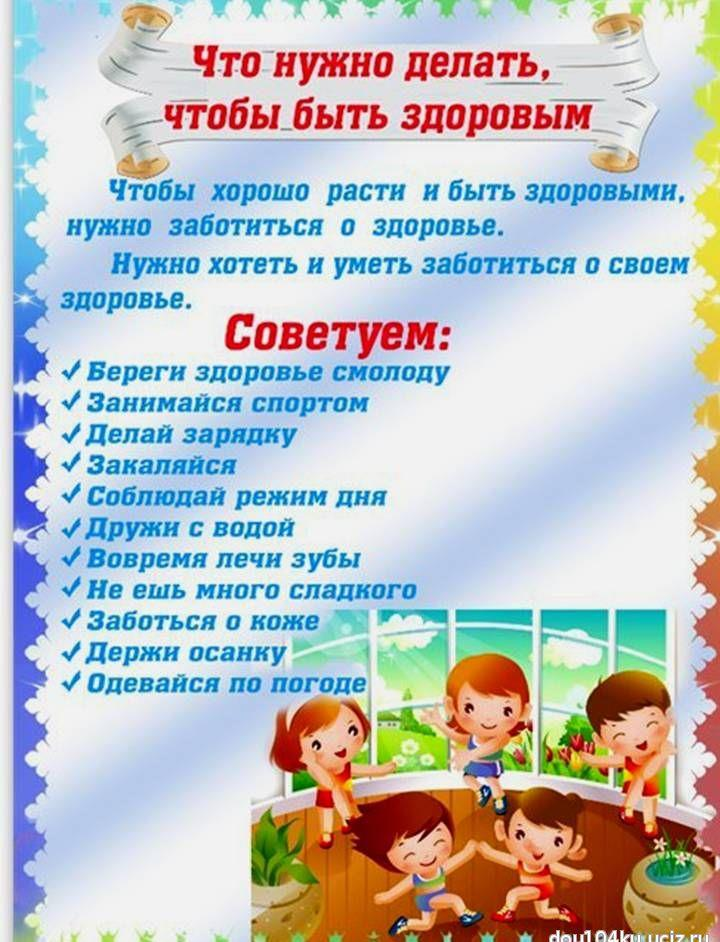 Что нужно делать,
чтобы быть здоровым
Чтобы хорошо расти и быть здоровыми,
нужно заботиться о здоровье.
Нужно хотеть и уметь заботиться о своем
здоровье.
Советуем:
✓ Береги здоровье смолоду
✓ Занимайся спортом
✓ Делай зарядку
✓ Закаляйся
✓ Соблюдай режим дня
✓ Дружи с водой
✓ Вовремя лечи зубы
✓ Не ешь много сладкого
✓ Заботься о коже
✓ Держи осанку
✓ Одевайся по погоде
dou104ku.uciz.ru